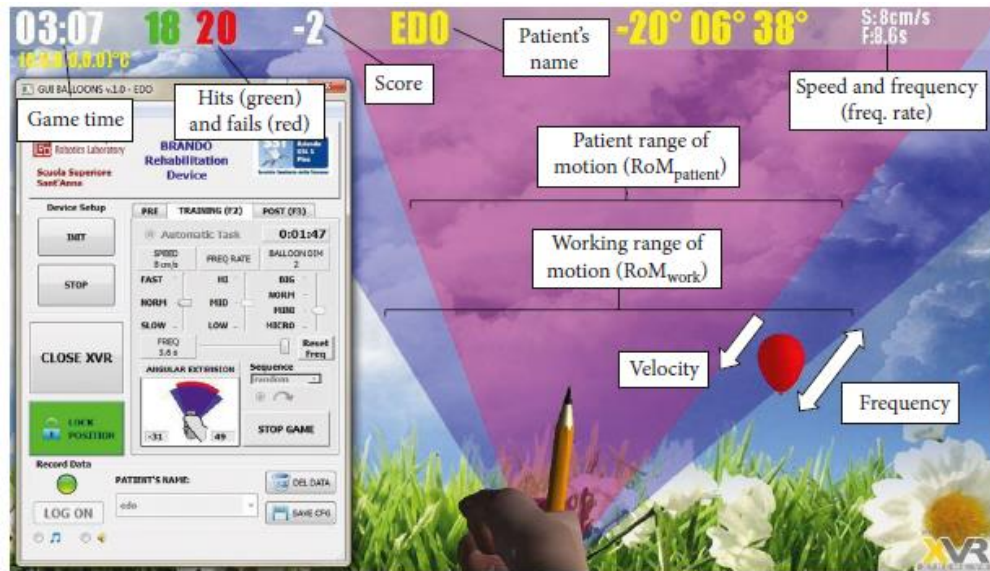 03:07 18 20 -2 EDO -20° 06° 38° S:8cm/s
F:8.6s
GUI BALLOONS v.1.0 - EDO
Game time
Hits (green)
and fails (red)
Score
Patient's
name
Speed and frequency
(freq. rate)
Robotics Laboratory
Scuola Superiore
Sant'Anna
BRANDO
Rehabilitation
Device
Device Setup
INIT
STOP
CLOSE XVR
LOCK
POSITION
PRE TRAINING (F2) POST (F3)
Automatic Task 0:01:47
SPEED
8 cm/s
FREQ RATE
BALLOON DIM
2
FAST HI BIG
NORM
NORM MID
MINI
SLOW LOW MICRO
FREQ
3.6 s
Reset
Freq
ANGULAR EXTENSION
Sequence
random
-31 49
STOP GAME
Record Data
LOG ON
PATIENT'S NAME:
edo
DEL DATA
SAVE CFG
Patient range of
motion (RoMpatient)
Working range of
motion (RoMwork)
Velocity
Frequency
XVR